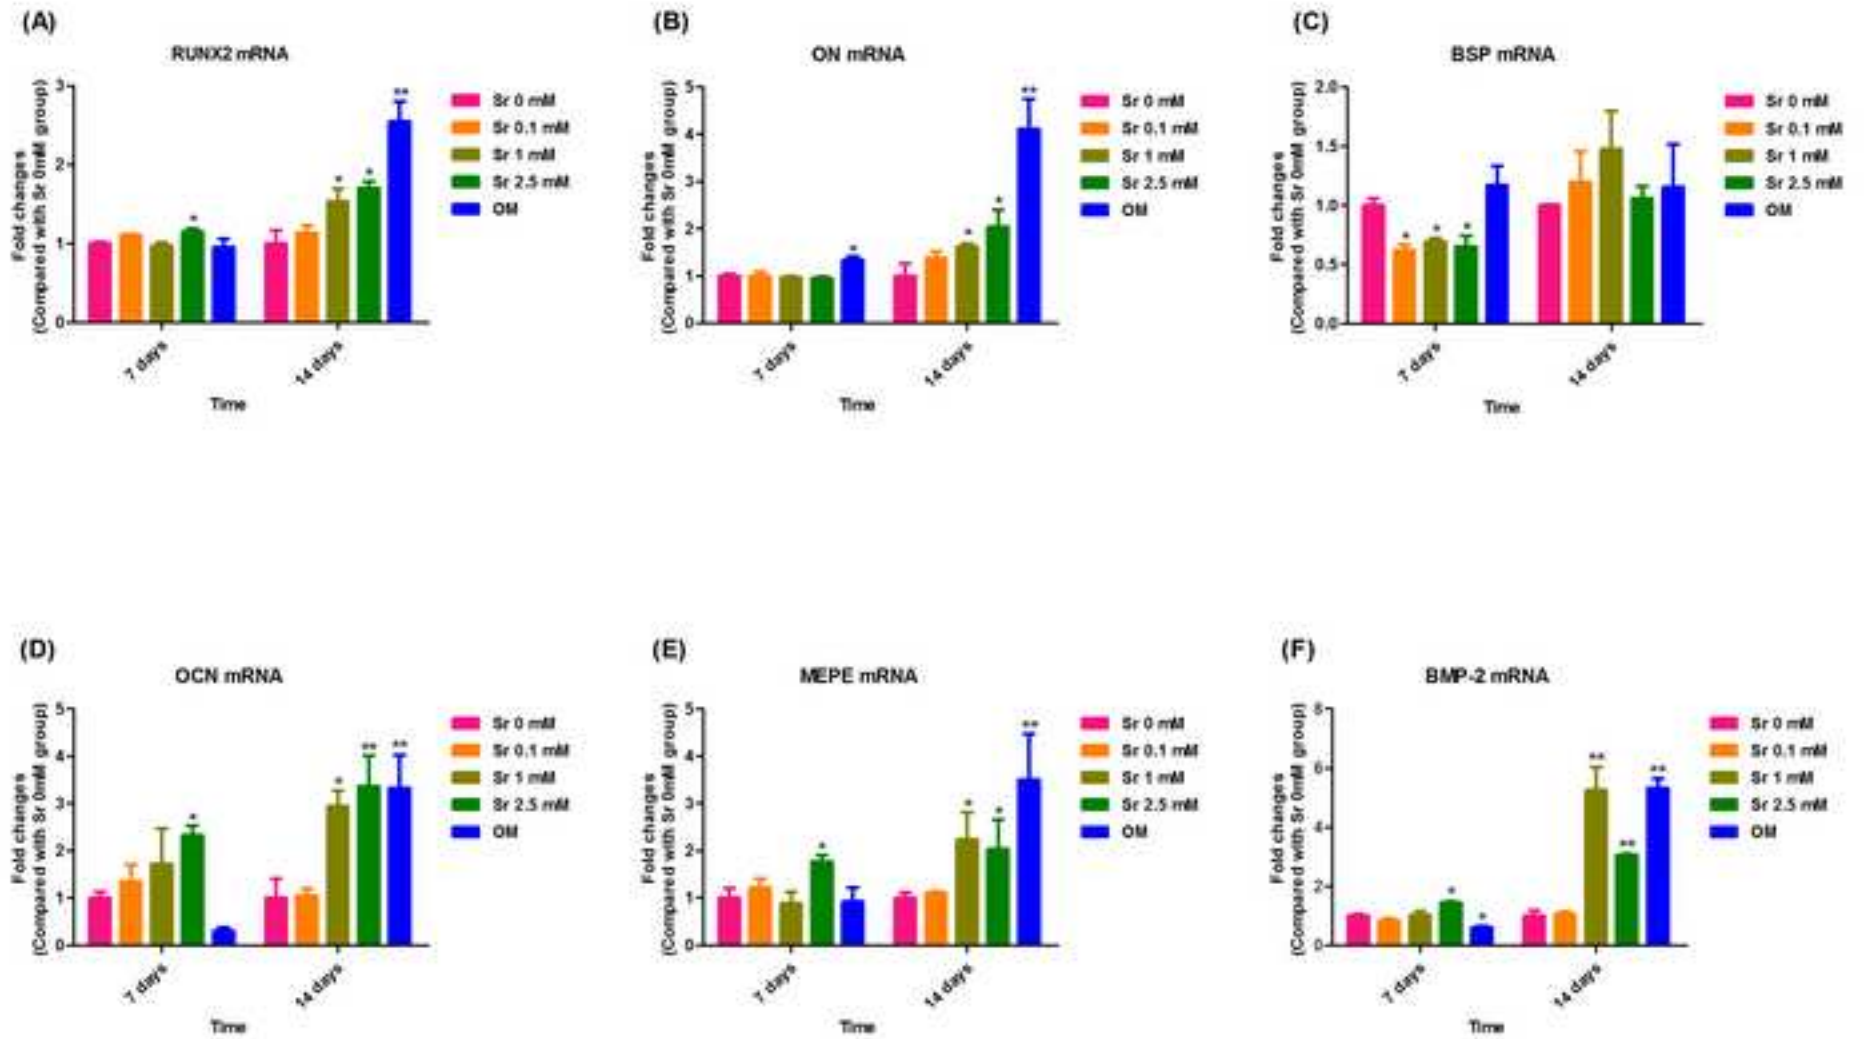 (A)
RUNX2 mRNA
Fold changes
(Compared with Sr 0mM group)
3
2
1
0
**
*
*
*
7 days
14 days
Time
Sr 0 mM
Sr 0.1 mM
Sr 1 mM
Sr 2.5 mM
OM
(B)
ON mRNA
Fold changes
(Compared with Sr 0mM group)
5
4
3
2
1
0
**
*
*
*
7 days
14 days
Time
Sr 0 mM
Sr 0.1 mM
Sr 1 mM
Sr 2.5 mM
OM
(C)
BSP mRNA
Fold changes
(Compared with Sr 0mM group)
2.0
1.5
1.0
0.5
0.0
*
*
*
7 days
14 days
Time
Sr 0 mM
Sr 0.1 mM
Sr 1 mM
Sr 2.5 mM
OM
(D)
OCN mRNA
Fold changes
(Compared with Sr 0mM group)
5
4
3
2
1
0
*
*
**
**
7 days
14 days
Time
Sr 0 mM
Sr 0.1 mM
Sr 1 mM
Sr 2.5 mM
OM
(E)
MEPE mRNA
Fold changes
(Compared with Sr 0mM group)
5
4
3
2
1
0
*
*
*
**
7 days
14 days
Time
Sr 0 mM
Sr 0.1 mM
Sr 1 mM
Sr 2.5 mM
OM
(F)
BMP-2 mRNA
Fold changes
(Compared with Sr 0mM group)
8
6
4
2
0
*
*
**
**
**
7 days
14 days
Time
Sr 0 mM
Sr 0.1 mM
Sr 1 mM
Sr 2.5 mM
OM